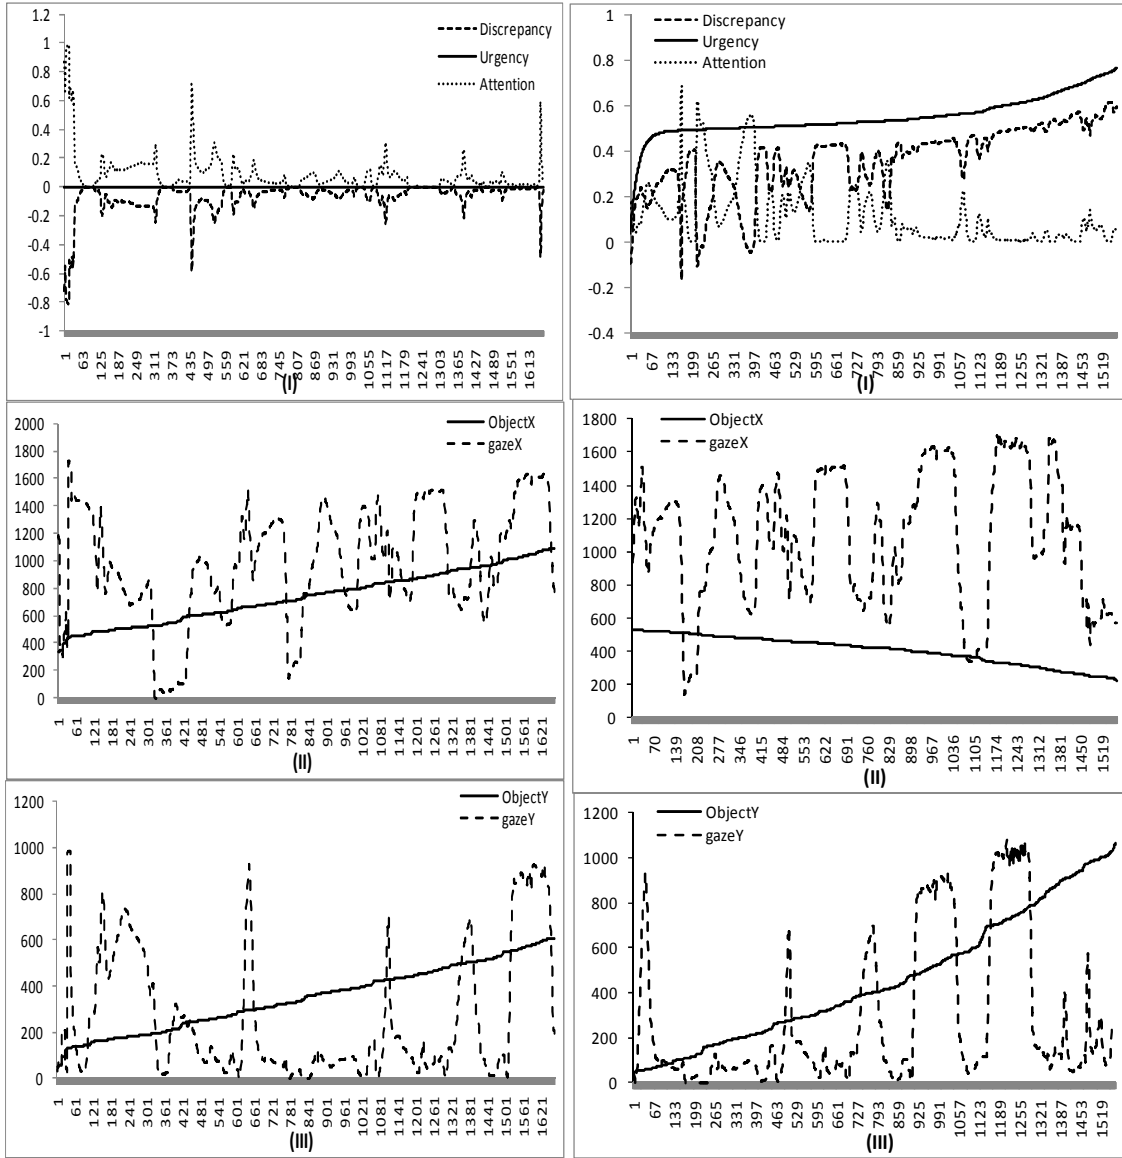 1.2
1
0.8
0.6
0.4
0.2
0
-0.2
-0.4
-0.6
-0.8
-1
Discrepancy
Urgency
Attention
1 63 125 187 249 311 373 435 497 559 621 683 745 807 869 931 993 1055 1117 1179 1241 1303 1365 1427 1489 1551 1613
(I)
1
0.8
0.6
0.4
0.2
0
-0.2
-0.4
Discrepancy
Urgency
Attention
1 67 133 199 265 331 397 463 529 595 661 727 793 859 925 991 1057 1123 1189 1255 1321 1387 1453 1519
(I)
2000
1800
1600
1400
1200
1000
800
600
400
200
0
ObjectX
gazeX
1 61 121 181 241 301 361 421 481 541 601 661 721 781 841 901 961 1021 1081 1141 1201 1261 1321 1381 1441 1501 1561 1621
(II)
1800
1600
1400
1200
1000
800
600
400
200
0
ObjectX
gazeX
1 70 139 208 277 346 415 484 553 622 691 760 829 898 967 1036 1105 1174 1243 1312 1381 1450 1519
(II)
1200
1000
800
600
400
200
0
ObjectY
gazeY
1 61 121 181 241 301 361 421 481 541 601 661 721 781 841 901 961 1021 1081 1141 1201 1261 1321 1381 1441 1501 1561 1621
(III)
1200
1000
800
600
400
200
0
ObjectY
gazeY
1 67 133 199 265 331 397 463 529 595 661 727 793 859 925 991 1057 1123 1189 1255 1321 1387 1453 1519
(III)